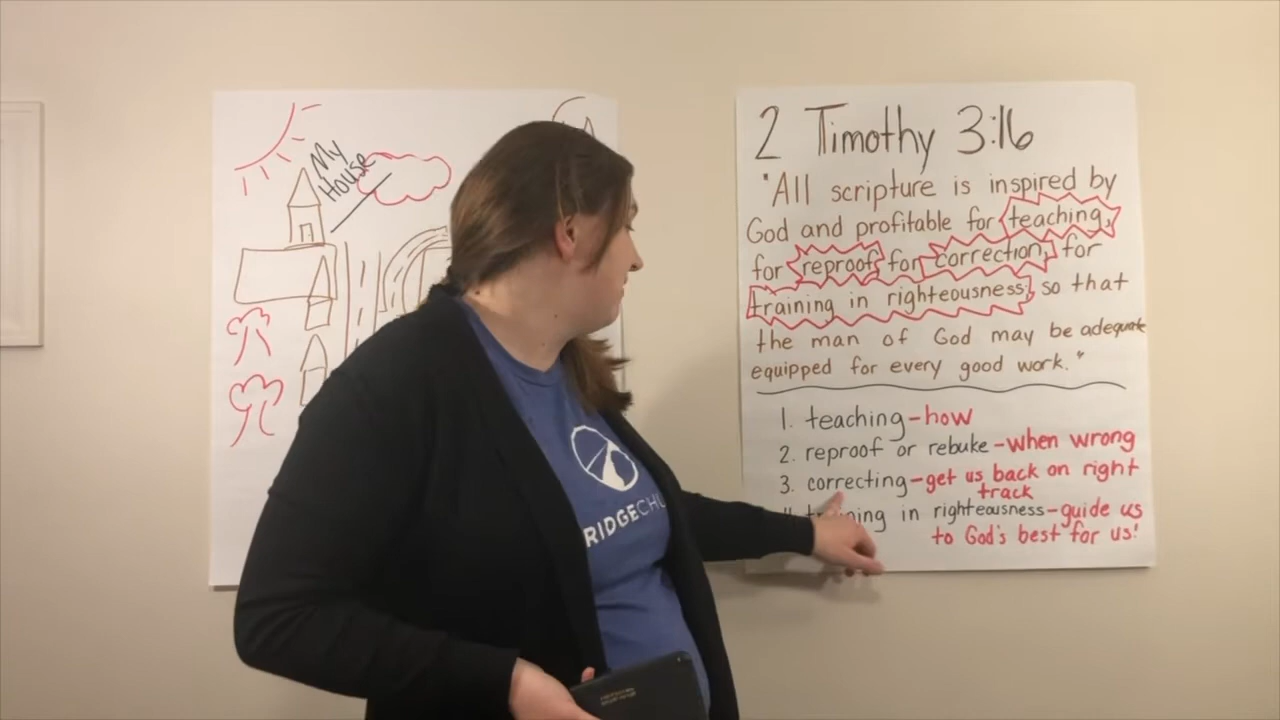 My
House
2 Timothy 3:16
"All scripture is inspired by
God and profitable for teaching,
for reproof, for correction, for
training in righteousness; so that
the man of God may be adequate
equipped for every good work."
1. teaching-how
2. reproof or rebuke-when wrong
3. correcting-get us back on right
track
training in righteousness-guide us
to God's best for us!
RIDGECHU